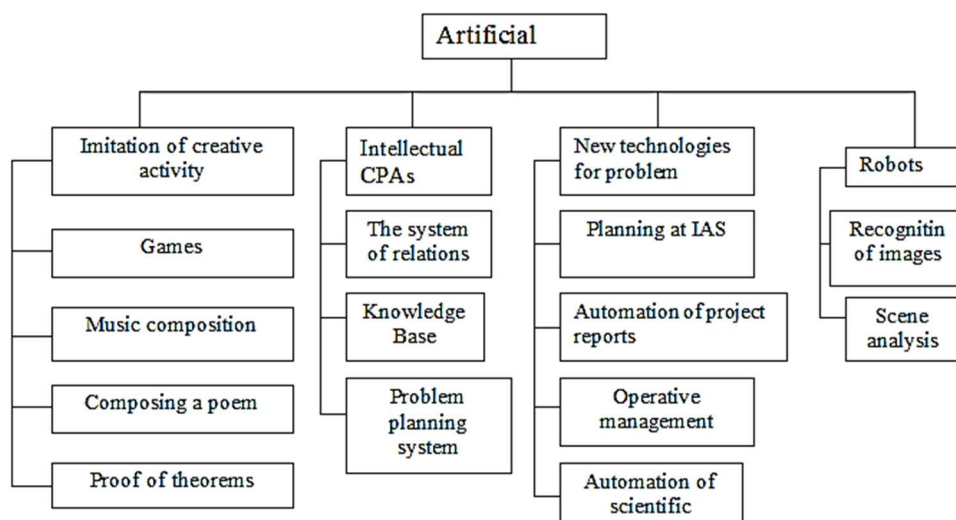 Artificial
Imitation of creative
activity
Games
Music composition
Composing a poem
Proof of theorems
Intellectual
CPAs
The system
of relations
Knowledge
Base
Problem
planning
system
New technologies
for problem
Planning at IAS
Automation of project
reports
Operative
management
Automation of
scientific
Robots
Recognitin
of images
Scene
analysis